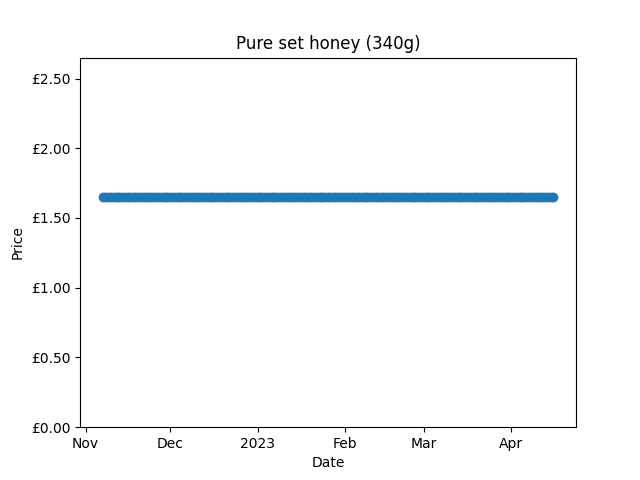 Pure set honey (340g)
£2.50
£2.00
£1.50
£1.00
£0.50
£0.00
Price
Nov Dec 2023 Feb Mar Apr
Date